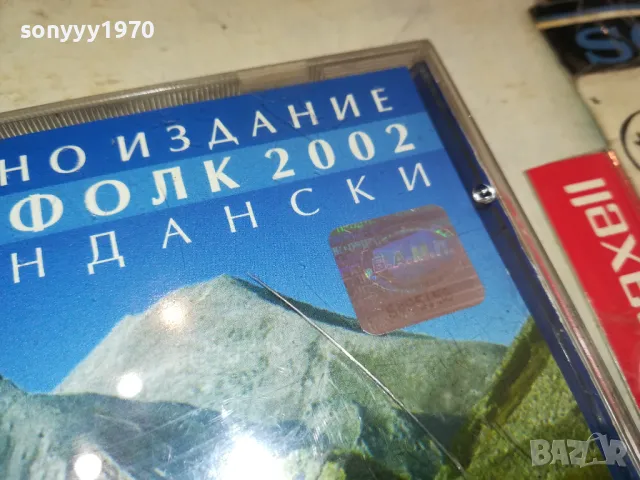 sonyyy1970
НО ИЗДАНИЕ
ФОЛК 2002
НДАНСКИ
maxell
BAZAR